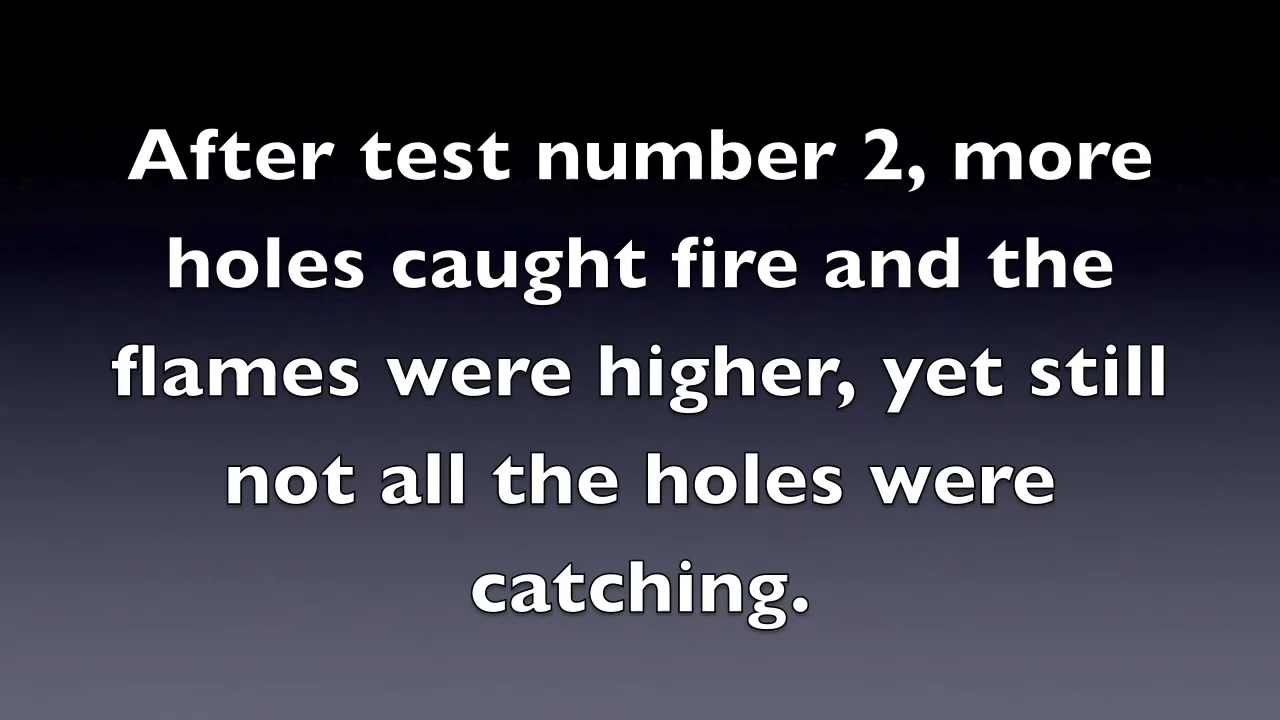 After test number 2, more
holes caught fire and the
flames were higher, yet still
not all the holes were
catching.